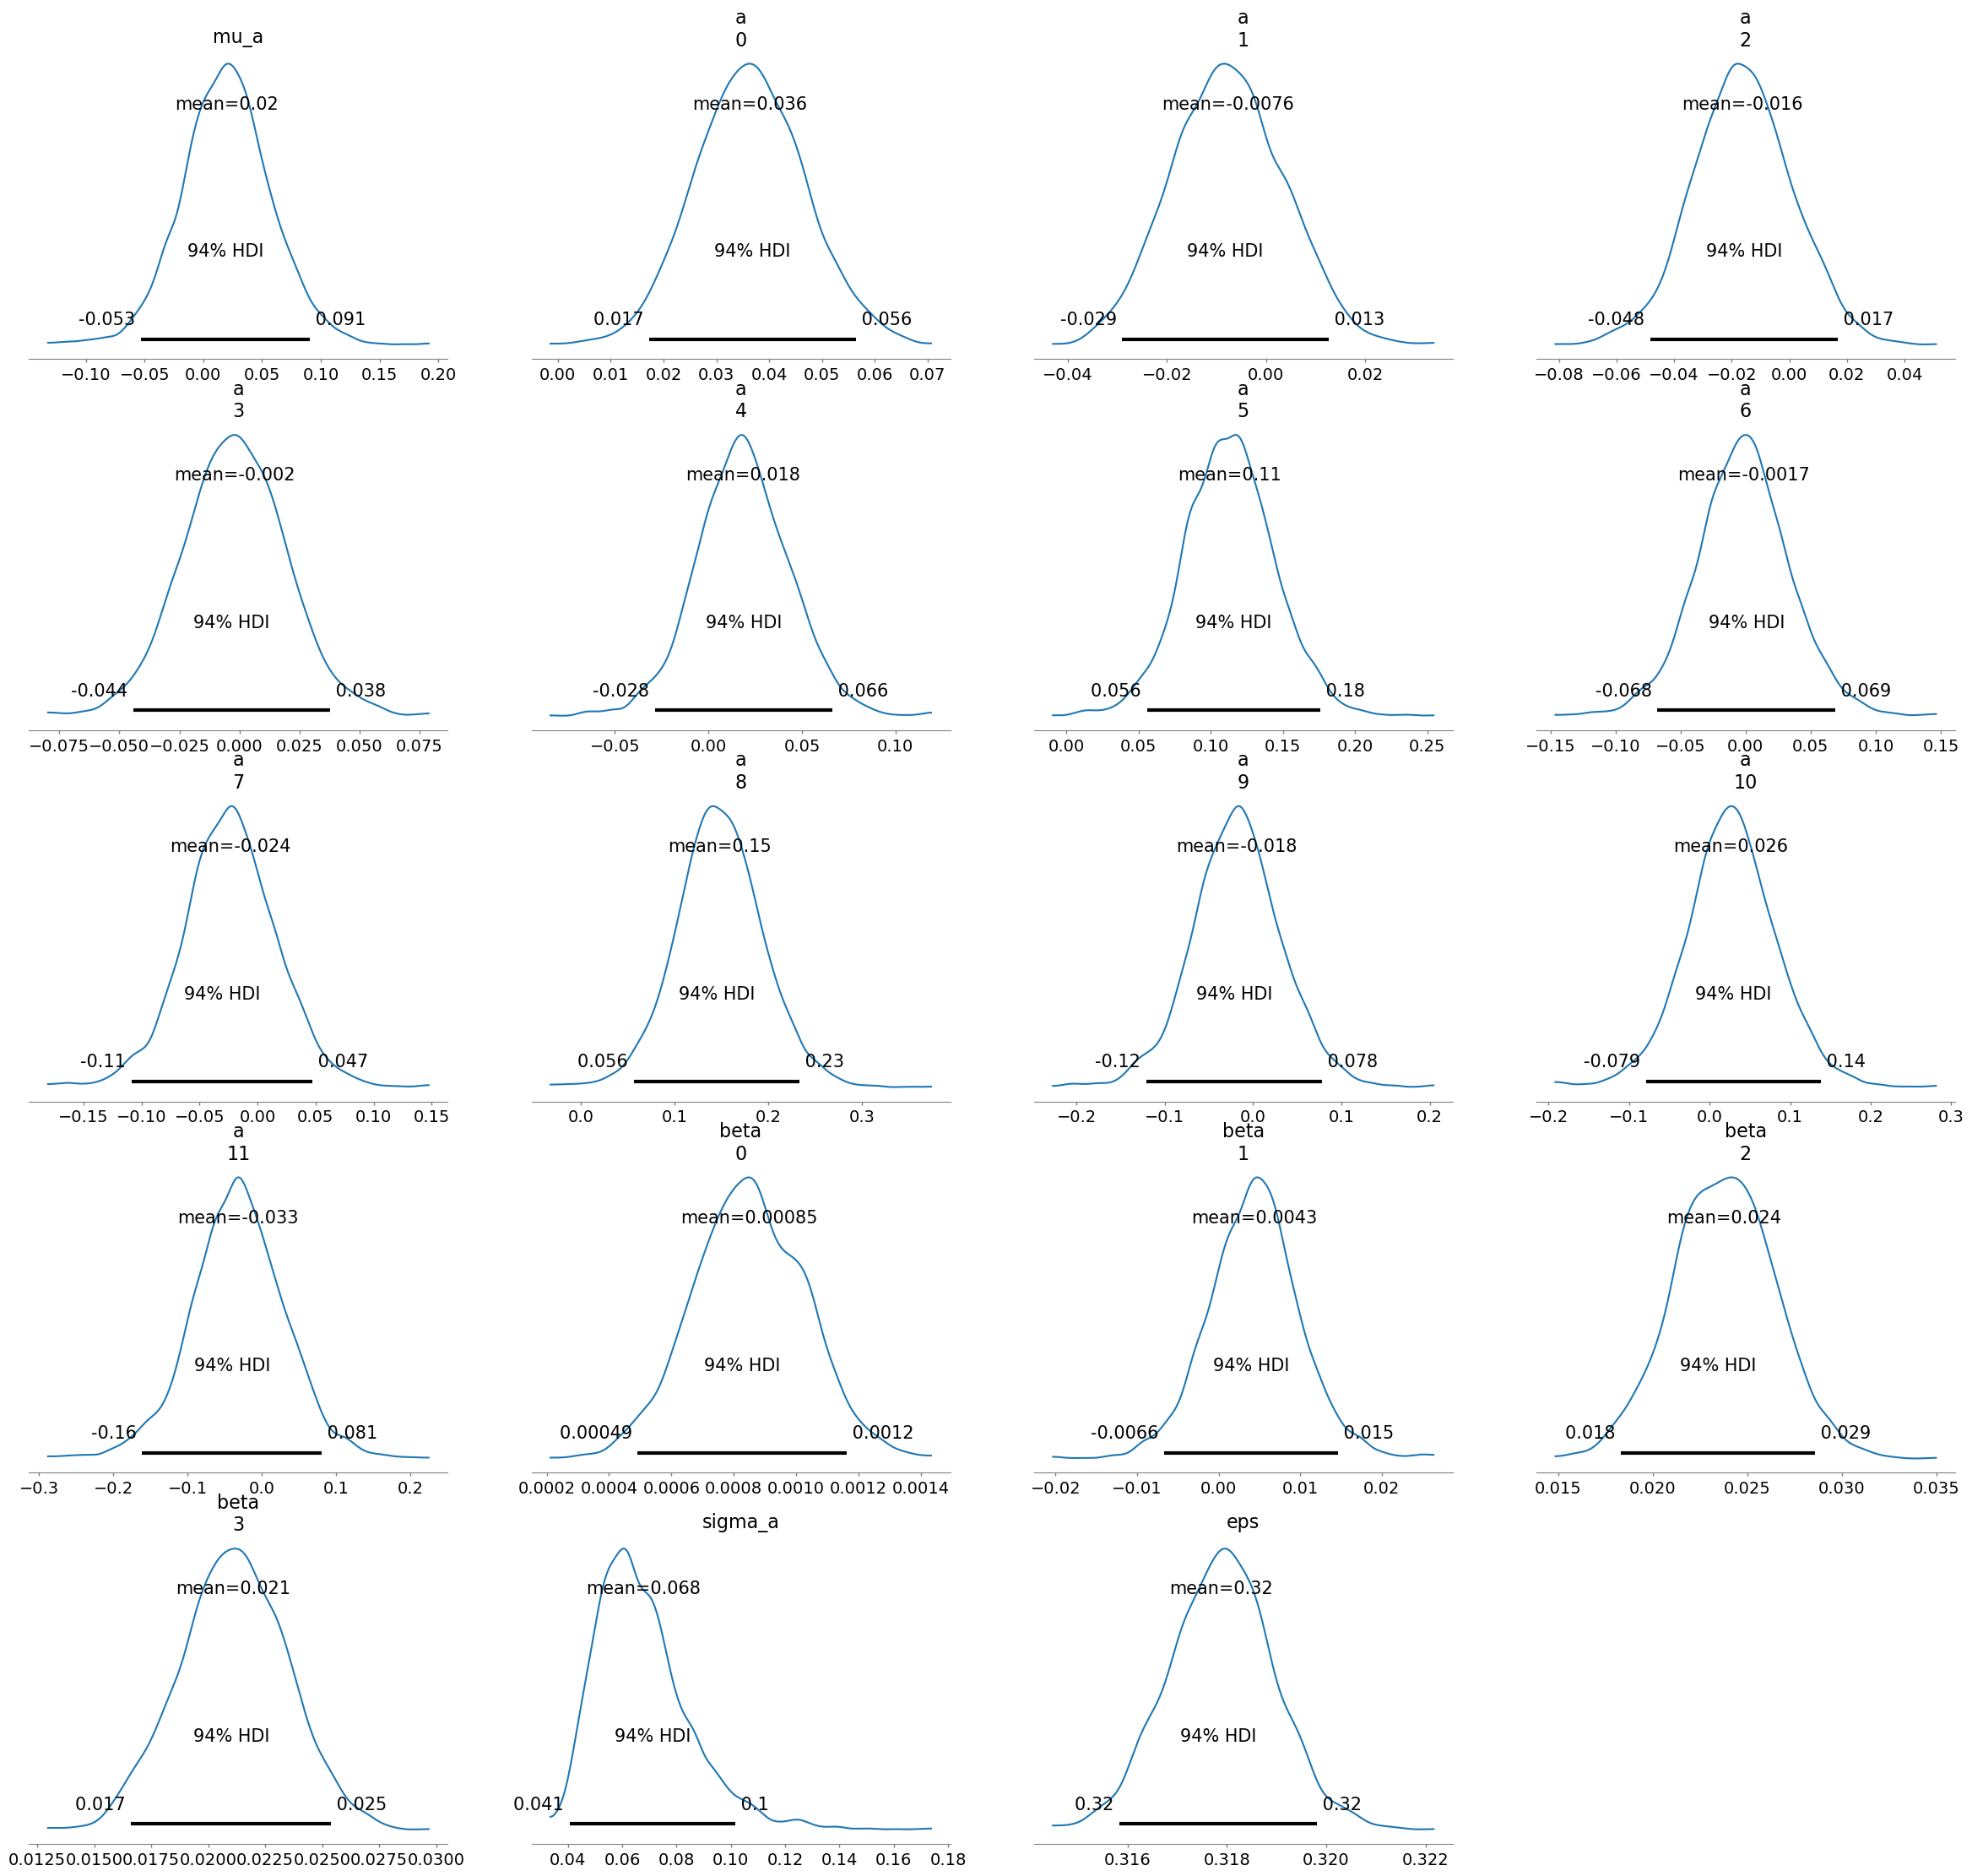 mu_a
mean=0.02
94% HDI
-0.053 0.091
−0.10 −0.05 0.00 0.05 0.10 0.15 0.20
a
0
mean=0.036
94% HDI
0.017 0.056
0.00 0.01 0.02 0.03 0.04 0.05 0.06 0.07
a
1
mean=-0.0076
94% HDI
-0.029 0.013
−0.04 −0.02 0.00 0.02
a
2
mean=-0.016
94% HDI
-0.048 0.017
−0.08 −0.06 −0.04 −0.02 0.00 0.02 0.04
a
3
mean=-0.002
94% HDI
-0.044 0.038
−0.075 −0.050 −0.025 0.000 0.025 0.050 0.075
a
4
mean=0.018
94% HDI
-0.028 0.066
−0.05 0.00 0.05 0.10
a
5
mean=0.11
94% HDI
0.056 0.18
0.00 0.05 0.10 0.15 0.20 0.25
a
6
mean=-0.0017
94% HDI
-0.068 0.069
−0.15 −0.10 −0.05 0.00 0.05 0.10 0.15
a
7
mean=-0.024
94% HDI
-0.11 0.047
−0.15 −0.10 −0.05 0.00 0.05 0.10 0.15
a
8
mean=0.15
94% HDI
0.056 0.23
0.0 0.1 0.2 0.3
a
9
mean=-0.018
94% HDI
-0.12 0.078
−0.2 −0.1 0.0 0.1 0.2
a
10
mean=0.026
94% HDI
-0.079 0.14
−0.2 −0.1 0.0 0.1 0.2 0.3
a
11
mean=-0.033
94% HDI
-0.16 0.081
−0.3 −0.2 −0.1 0.0 0.1 0.2
beta
0
mean=0.00085
94% HDI
0.00049 0.0012
0.0002 0.0004 0.0006 0.0008 0.0010 0.0012 0.0014
beta
1
mean=0.0043
94% HDI
-0.0066 0.015
−0.02 −0.01 0.00 0.01 0.02
beta
2
mean=0.024
94% HDI
0.018 0.029
0.015 0.020 0.025 0.030 0.035
beta
3
mean=0.021
94% HDI
0.017 0.025
0.0125 0.0150 0.0175 0.0200 0.0225 0.0250 0.0275 0.0300
sigma_a
mean=0.068
94% HDI
0.041 0.1
0.04 0.06 0.08 0.10 0.12 0.14 0.16 0.18
eps
mean=0.32
94% HDI
0.32 0.32
0.316 0.318 0.320 0.322